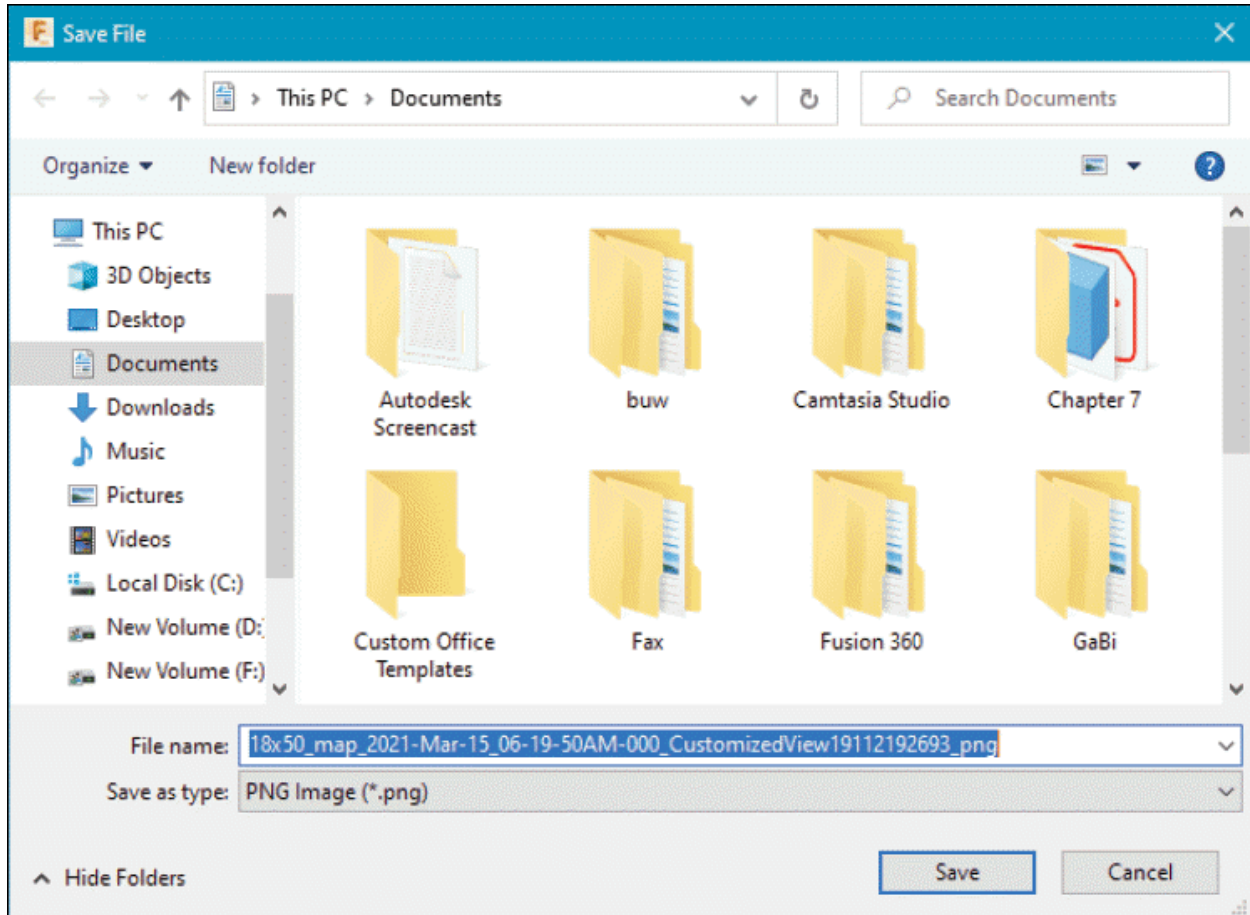 Save File
This PC > Documents
Search Documents
Organize
New folder
This PC
3D Objects
Desktop
Documents
Downloads
Music
Pictures
Videos
Local Disk (C:)
New Volume (D:
New Volume (F:)
Autodesk
Screencast
buw
Camtasia Studio
Chapter 7
Custom Office
Templates
Fax
Fusion 360
GaBi
File name: 18x50_map_2021-Mar-15_06-19-50AM-000_CustomizedView19112192693_png
Save as type: PNG Image (*.png)
Hide Folders
Save
Cancel